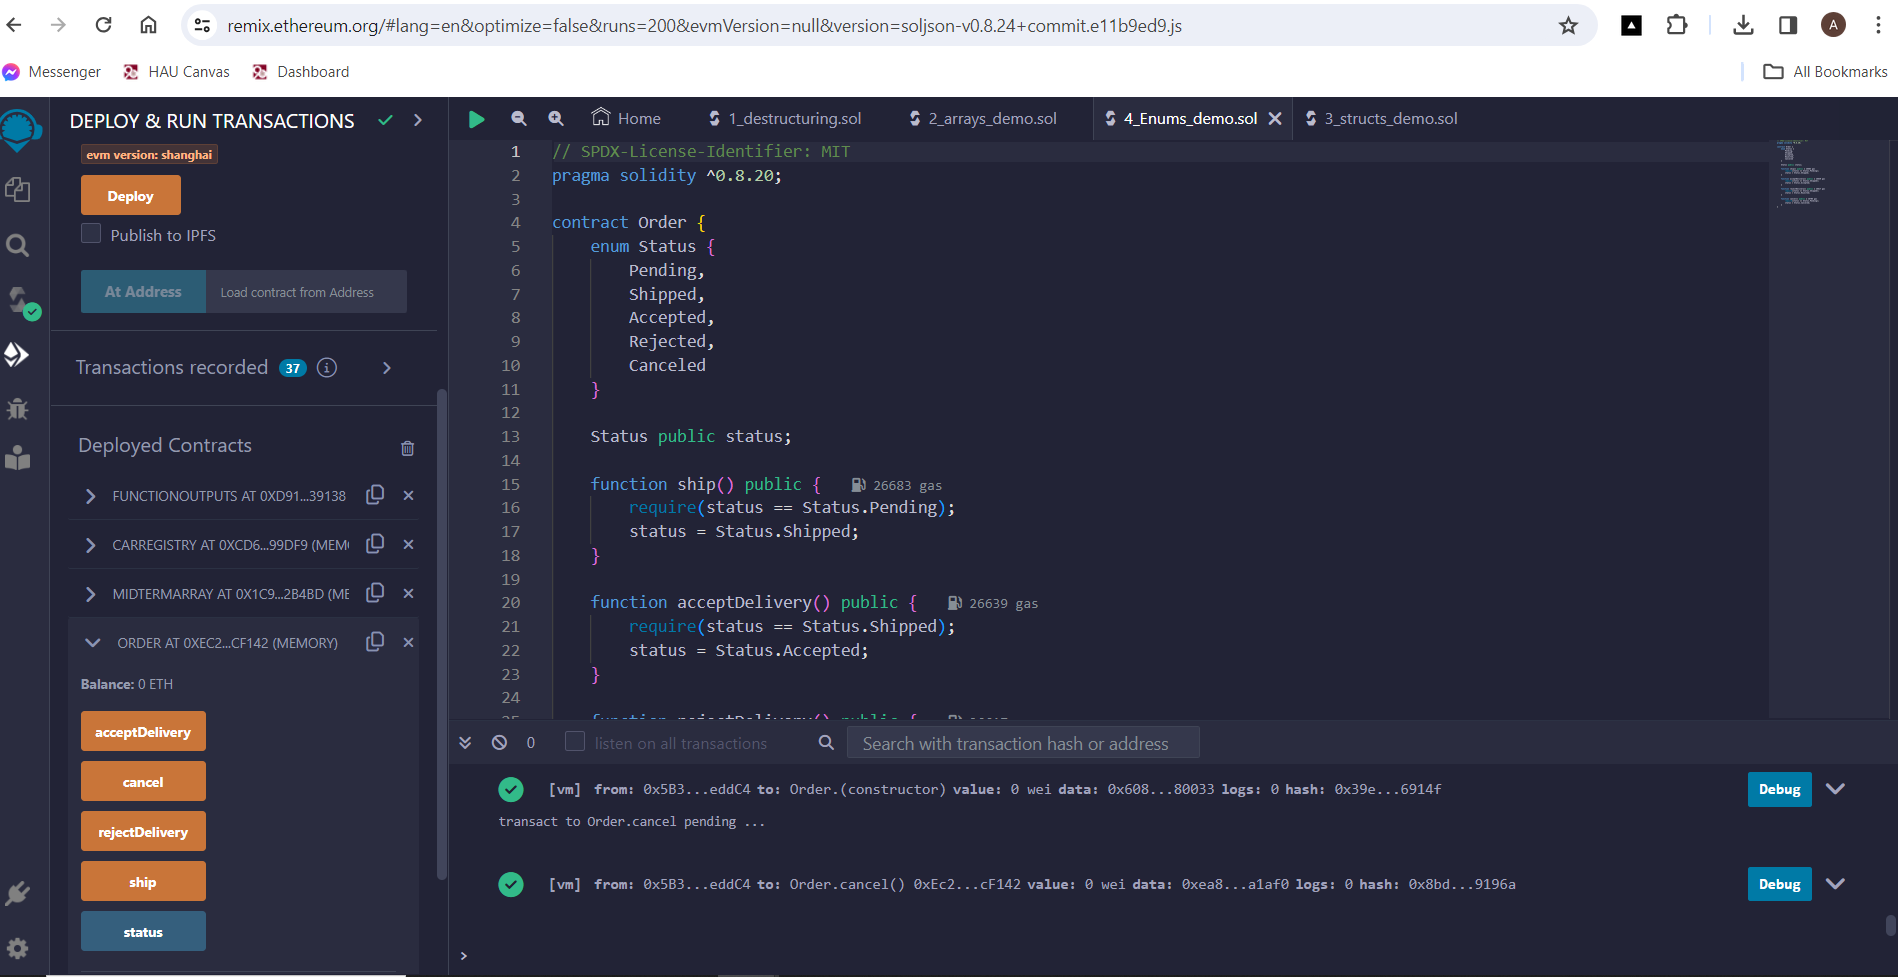 remix.ethereum.org/#lang=en&optimize=false&runs=200&evmVersion=null&version=soljson-v0.8.24+commit.e11b9ed9.js
A
Messenger
HAU Canvas
Dashboard
All Bookmarks
DEPLOY & RUN TRANSACTIONS
evm version: shanghai
Deploy
Publish to IPFS
At Address
Load contract from Address
Transactions recorded 37
Deployed Contracts
FUNCTIONOUTPUTS AT 0XD91...39138
CARREGISTRY AT 0XCD6...99DF9 (MEM
MIDTERMARRAY AT 0X1C9...2B4BD (ME
ORDER AT 0XEC2...CF142 (MEMORY)
Balance: 0 ETH
acceptDelivery
cancel
rejectDelivery
ship
status
Home
1_destructuring.sol
2_arrays_demo.sol
4_Enums_demo.sol
3_structs_demo.sol
1 // SPDX-License-Identifier: MIT
2 pragma solidity ^0.8.20;
3
4 contract Order {
5 enum Status {
6 Pending,
7 Shipped,
8 Accepted,
9 Rejected,
10 Canceled
11 }
12
13 Status public status;
14
15 function ship() public { 26683 gas
16 require(status == Status.Pending);
17 status = Status.Shipped;
18 }
19
20 function acceptDelivery() public { 26639 gas
21 require(status == Status.Shipped);
22 status = Status.Accepted;
23 }
24
0
listen on all transactions
Search with transaction hash or address
[vm] from: 0x5B3...eddC4 to: Order.(constructor) value: 0 wei data: 0x608...80033 logs: 0 hash: 0x39e...6914f
Debug
transact to Order.cancel pending ...
[vm] from: 0x5B3...eddC4 to: Order.cancel() 0xEc2...cF142 value: 0 wei data: 0xea8...a1af0 logs: 0 hash: 0x8bd...9196a
Debug
>